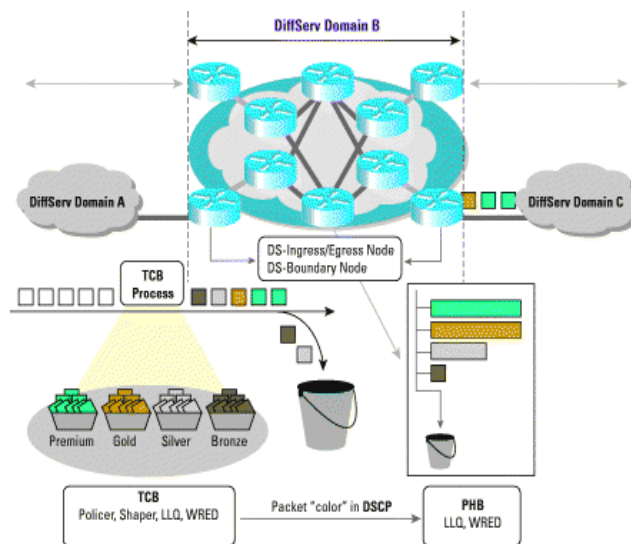 DiffServ Domain B
DiffServ Domain A
DiffServ Domain C
DS-Ingress/Egress Node
DS-Boundary Node
TCB
Process
Premium
Gold
Silver
Bronze
TCB
Policer, Shaper, LLQ, WRED
Packet "color" in DSCP
PHB
LLQ, WRED